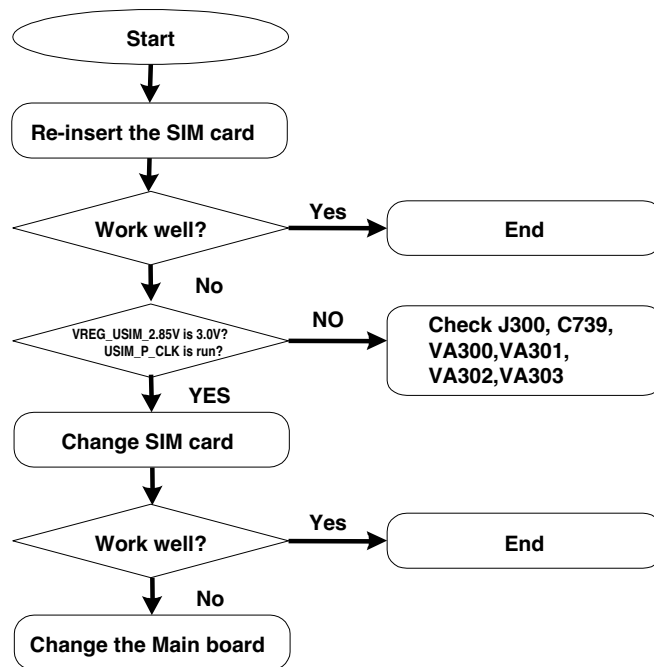 Start
Re-insert the SIM card
Work well?
Yes
End
No
VREG_USIM_2.85V is 3.0V?
USIM_P_CLK is run?
NO
Check J300, C739,
VA300,VA301,
VA302,VA303
YES
Change SIM card
Work well?
Yes
End
No
Change the Main board